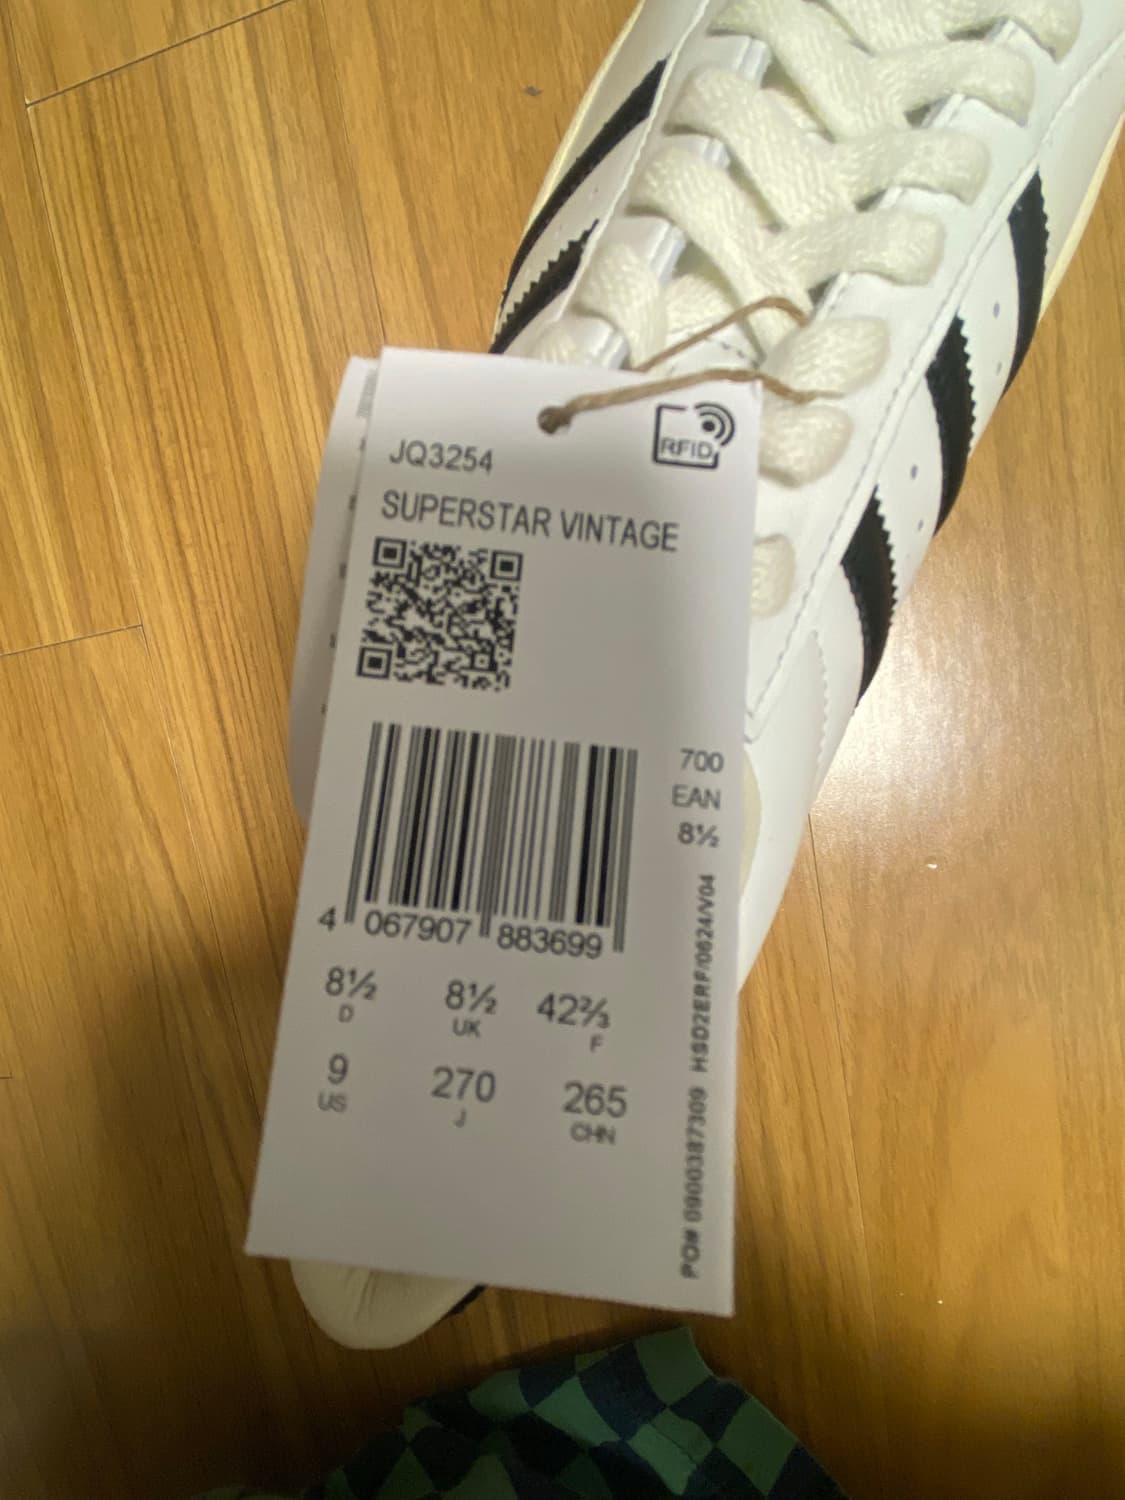 RFID
JQ3254
SUPERSTAR VINTAGE
700
EAN
8½
4 067907 883699
8½ 8½ 42⅔
D UK F
9 270 265
US J CHN
PO# 0900387309 HSD2ERF/0624/V04